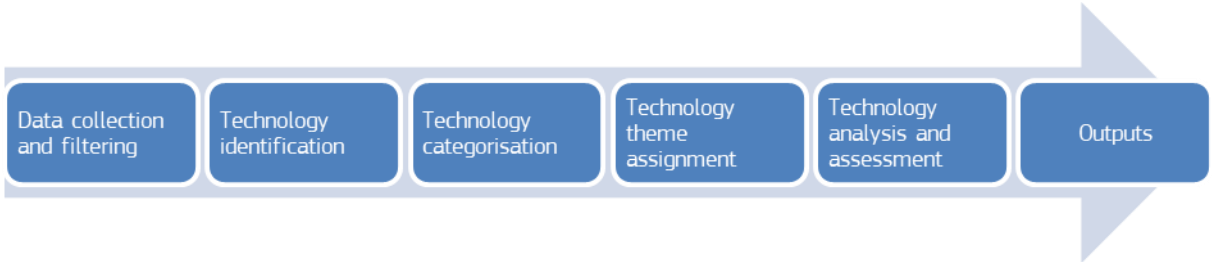 Data collection
and filtering
Technology
identification
Technology
categorisation
Technology
theme
assignment
Technology
analysis and
assessment
Outputs